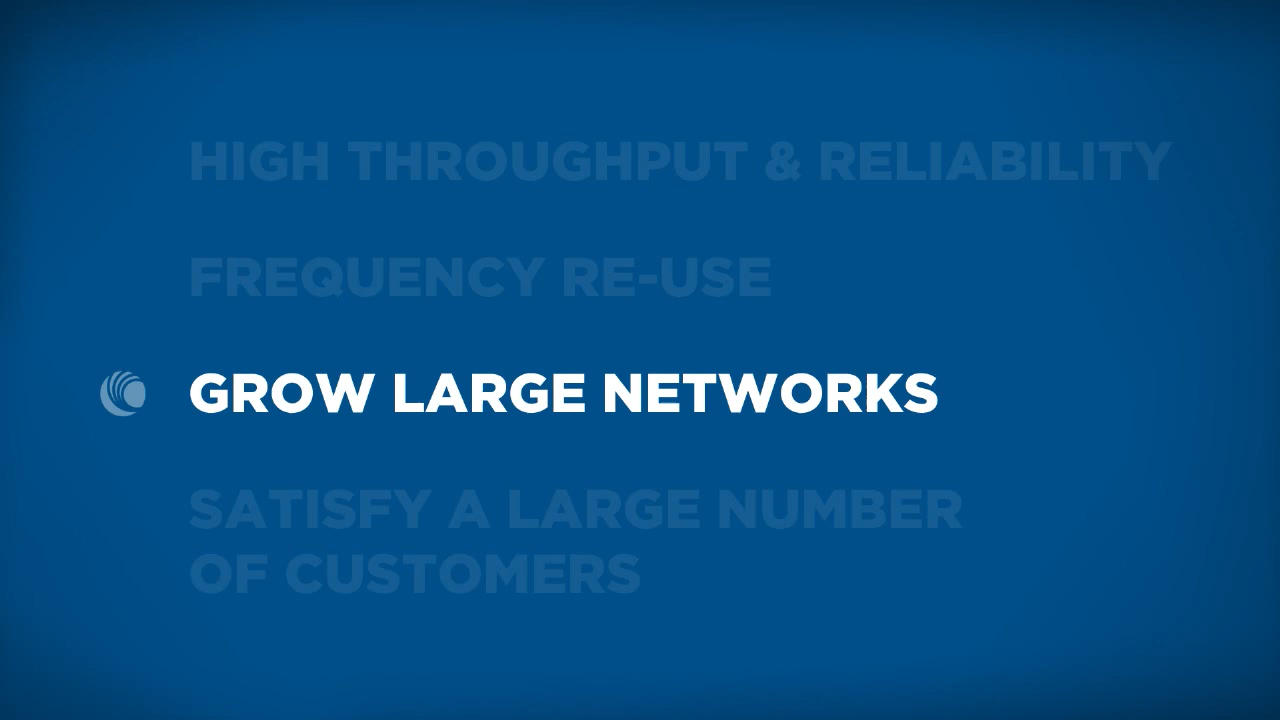 HIGH THROUGHPUT & RELIABILITY
FREQUENCY RE-USE
GROW LARGE NETWORKS
SATISFY A LARGE NUMBER
OF CUSTOMERS